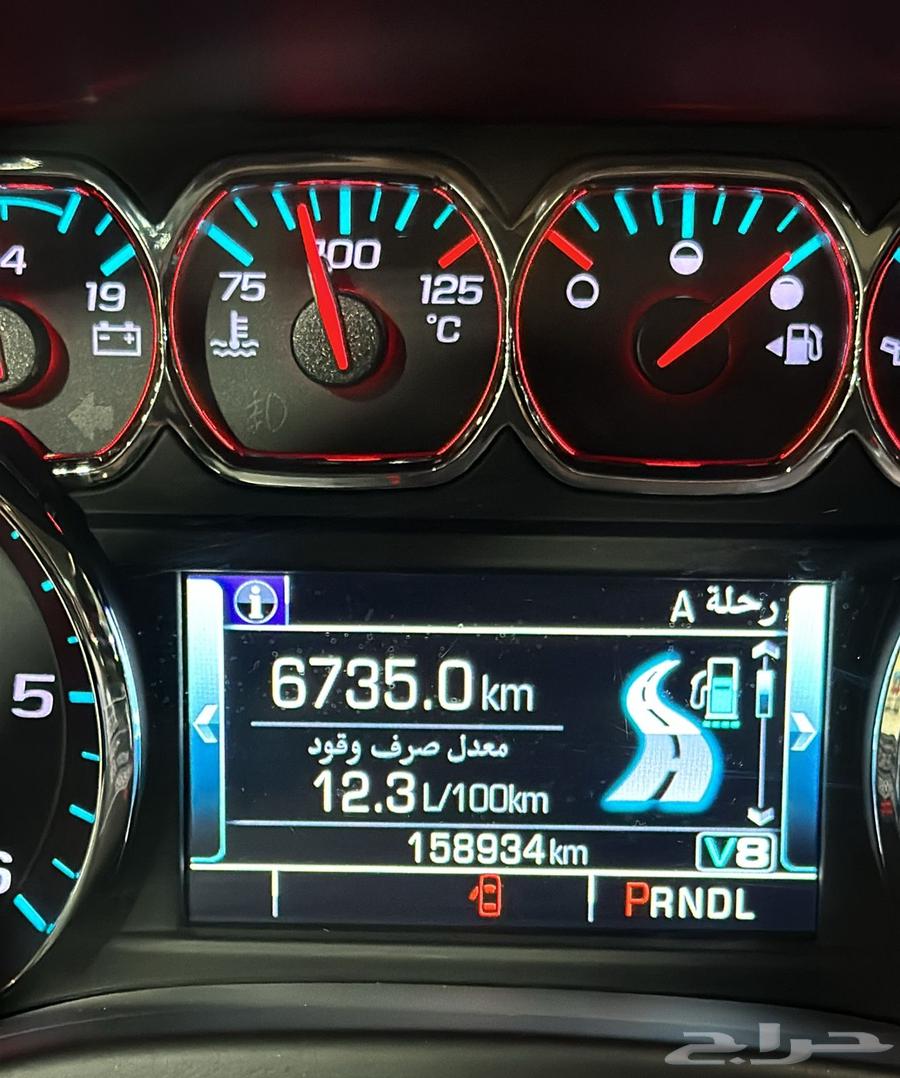 4
19
75
100
125
°C
5
6
رحلة A
6735.0 km
معدل صرف وقود
12.3 L/100km
158934 km
V8
PRNDL
حراج